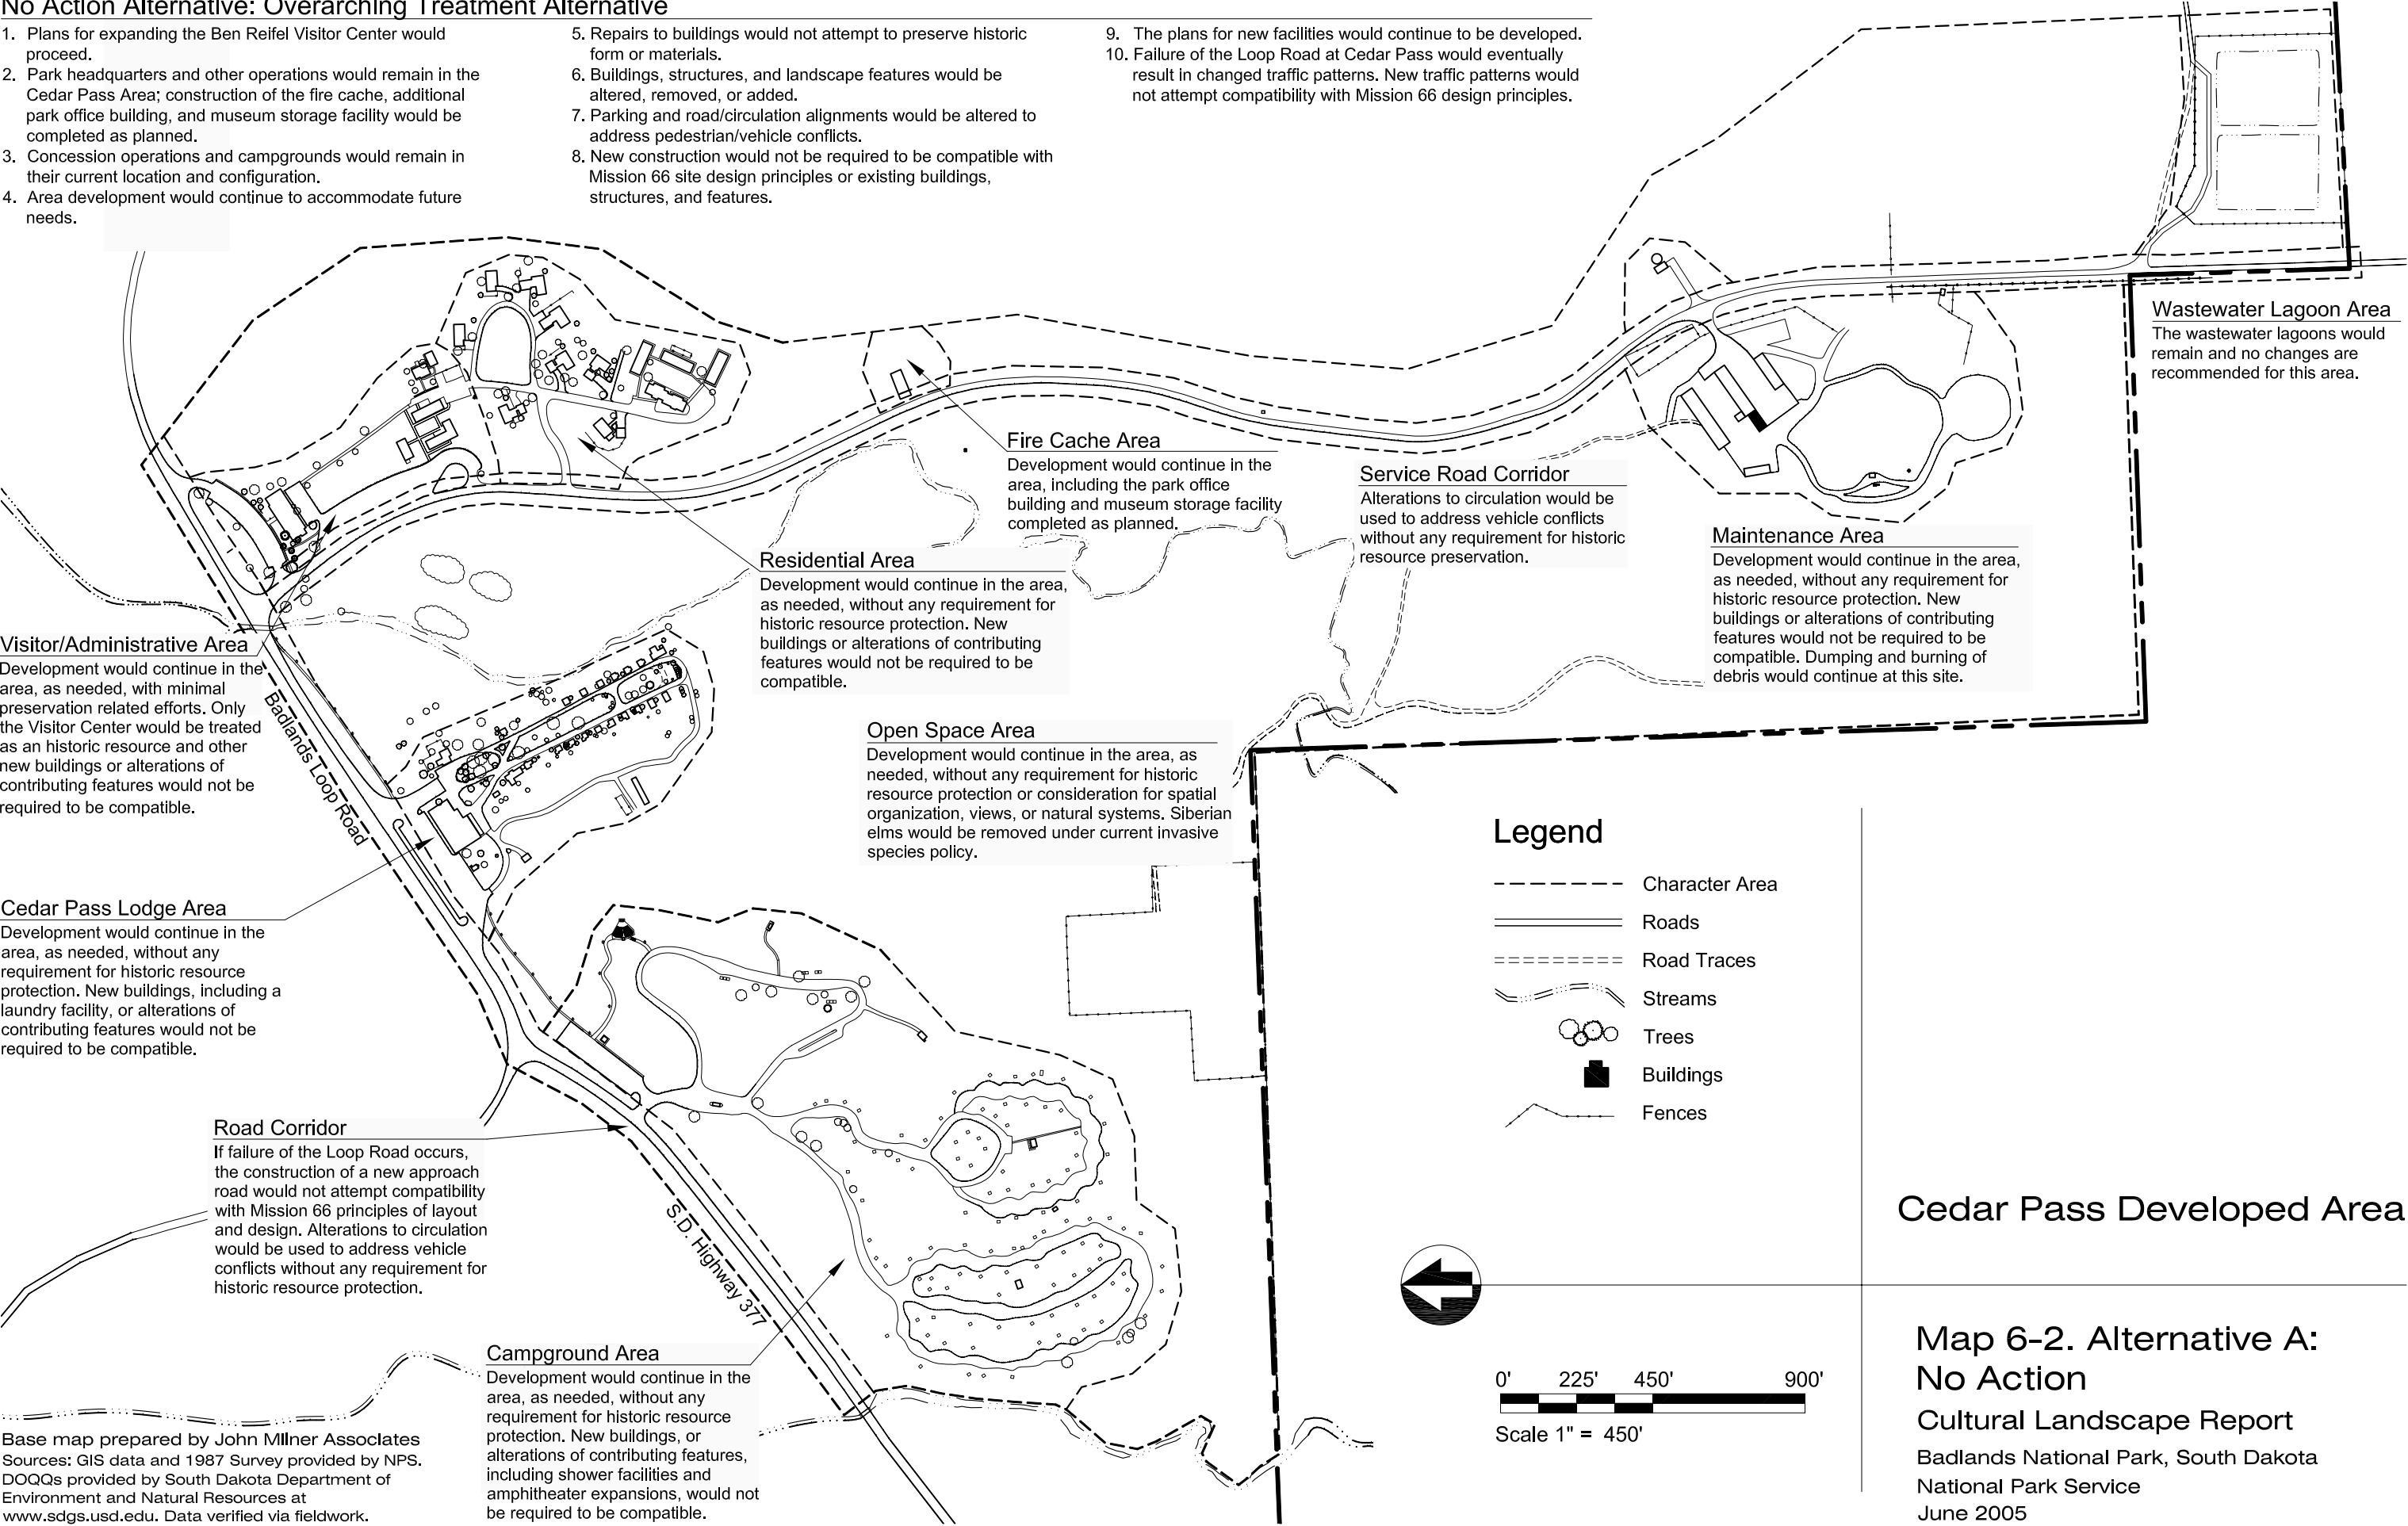 No Action Alternative: Overarching Treatment Alternative
1. Plans for expanding the Ben Reifel Visitor Center would
proceed.
2. Park headquarters and other operations would remain in the
Cedar Pass Area; construction of the fire cache, additional
park office building, and museum storage facility would be
completed as planned.
3. Concession operations and campgrounds would remain in
their current location and configuration.
4. Area development would continue to accommodate future
needs.
5. Repairs to buildings would not attempt to preserve historic
form or materials.
6. Buildings, structures, and landscape features would be
altered, removed, or added.
7. Parking and road/circulation alignments would be altered to
address pedestrian/vehicle conflicts.
8. New construction would not be required to be compatible with
Mission 66 site design principles or existing buildings,
structures, and features.
9. The plans for new facilities would continue to be developed.
10. Failure of the Loop Road at Cedar Pass would eventually
result in changed traffic patterns. New traffic patterns would
not attempt compatibility with Mission 66 design principles.
Wastewater Lagoon Area
The wastewater lagoons would
remain and no changes are
recommended for this area.
Fire Cache Area
Development would continue in the
area, including the park office
building and museum storage facility
completed as planned.
Service Road Corridor
Alterations to circulation would be
used to address vehicle conflicts
without any requirement for historic
resource preservation.
Maintenance Area
Development would continue in the area,
as needed, without any requirement for
historic resource protection. New
buildings or alterations of contributing
features would not be required to be
compatible. Dumping and burning of
debris would continue at this site.
Residential Area
Development would continue in the area,
as needed, without any requirement for
historic resource protection. New
buildings or alterations of contributing
features would not be required to be
compatible.
Visitor/Administrative Area
Development would continue in the
area, as needed, with minimal
preservation related efforts. Only
the Visitor Center would be treated
as an historic resource and other
new buildings or alterations of
contributing features would not be
required to be compatible.
Badlands Loop Road
Open Space Area
Development would continue in the area, as
needed, without any requirement for historic
resource protection or consideration for spatial
organization, views, or natural systems. Siberian
elms would be removed under current invasive
species policy.
Cedar Pass Lodge Area
Development would continue in the
area, as needed, without any
requirement for historic resource
protection. New buildings, including a
laundry facility, or alterations of
contributing features would not be
required to be compatible.
Road Corridor
If failure of the Loop Road occurs,
the construction of a new approach
road would not attempt compatibility
with Mission 66 principles of layout
and design. Alterations to circulation
would be used to address vehicle
conflicts without any requirement for
historic resource protection.
S.D. Highway 377
Campground Area
Development would continue in the
area, as needed, without any
requirement for historic resource
protection. New buildings, or
alterations of contributing features,
including shower facilities and
amphitheater expansions, would not
be required to be compatible.
Legend
Character Area
Roads
Road Traces
Streams
Trees
Buildings
Fences
0' 225' 450' 900'
Scale 1" = 450'
Cedar Pass Developed Area
Map 6-2. Alternative A:
No Action
Cultural Landscape Report
Badlands National Park, South Dakota
National Park Service
June 2005
Base map prepared by John Milner Associates
Sources: GIS data and 1987 Survey provided by NPS.
DOQQs provided by South Dakota Department of
Environment and Natural Resources at
www.sdgs.usd.edu. Data verified via fieldwork.